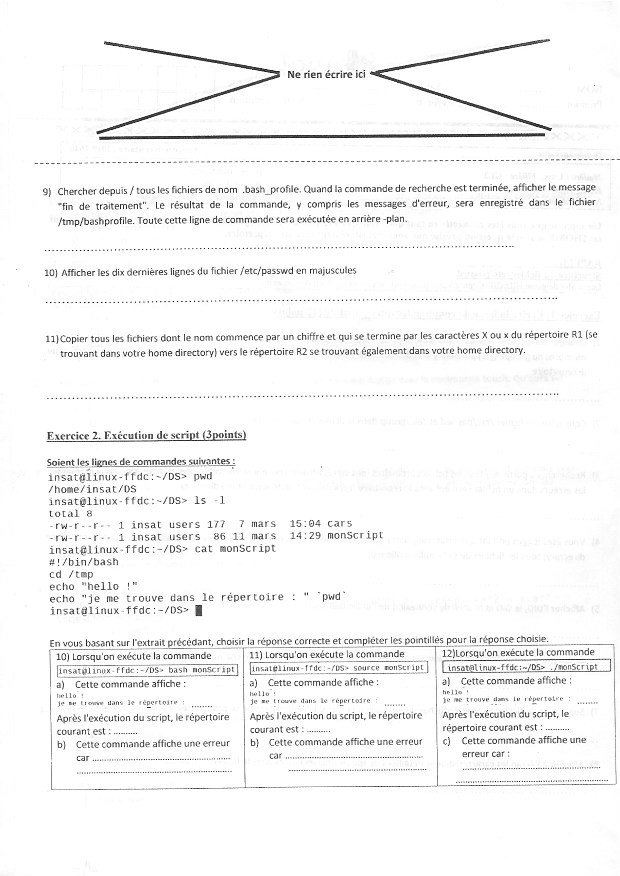 Ne rien écrire ici
9) Chercher depuis / tous les fichiers de nom .bash_profile. Quand la commande de recherche est terminée, afficher le message
"fin de traitement". Le résultat de la commande, y compris les messages d'erreur, sera enregistré dans le fichier
/tmp/bashprofile. Toute cette ligne de commande sera exécutée en arrière -plan.
10) Afficher les dix dernières lignes du fichier /etc/passwd en majuscules
11)Copier tous les fichiers dont le nom commence par un chiffre et qui se termine par les caractères X ou x du répertoire R1 (se
trouvant dans votre home directory) vers le répertoire R2 se trouvant également dans votre home directory.
Exercice 2. Exécution de script (3points)
Soient les lignes de commandes suivantes :
insat@linux-ffdc:~/DS> pwd
/home/insat/DS
insat@linux-ffdc:~/DS> ls -l
total 8
-rw-r--r-- 1 insat users 177 7 mars 15:04 cars
-rw-r--r-- 1 insat users 86 11 mars 14:29 monScript
insat@linux-ffdc:~/DS> cat monScript
#!/bin/bash
cd /tmp
echo "hello !"
echo "je me trouve dans le répertoire : " `pwd`
insat@linux-ffdc:~/DS>
En vous basant sur l'extrait précédant, choisir la réponse correcte et compléter les pointillés pour la réponse choisie.
10) Lorsqu'on exécute la commande
insat@linux-ffdc:~/DS> bash monScript
a) Cette commande affiche :
hello !
je me trouve dans le répertoire : ........
Après l'exécution du script, le répertoire
courant est : ..........
b) Cette commande affiche une erreur
car ..........
11) Lorsqu'on exécute la commande
insat@linux-ffdc:~/DS> source monScript
a) Cette commande affiche :
hello !
je me trouve dans le répertoire : ........
Après l'exécution du script, le répertoire
courant est : ..........
b) Cette commande affiche une erreur
car ..........
12)Lorsqu'on exécute la commande
insat@linux-ffdc:~/DS> ./monScript
a) Cette commande affiche :
hello !
je me trouve dans le répertoire : ........
Après l'exécution du script, le
répertoire courant est : ..........
c) Cette commande affiche une
erreur car : ..........